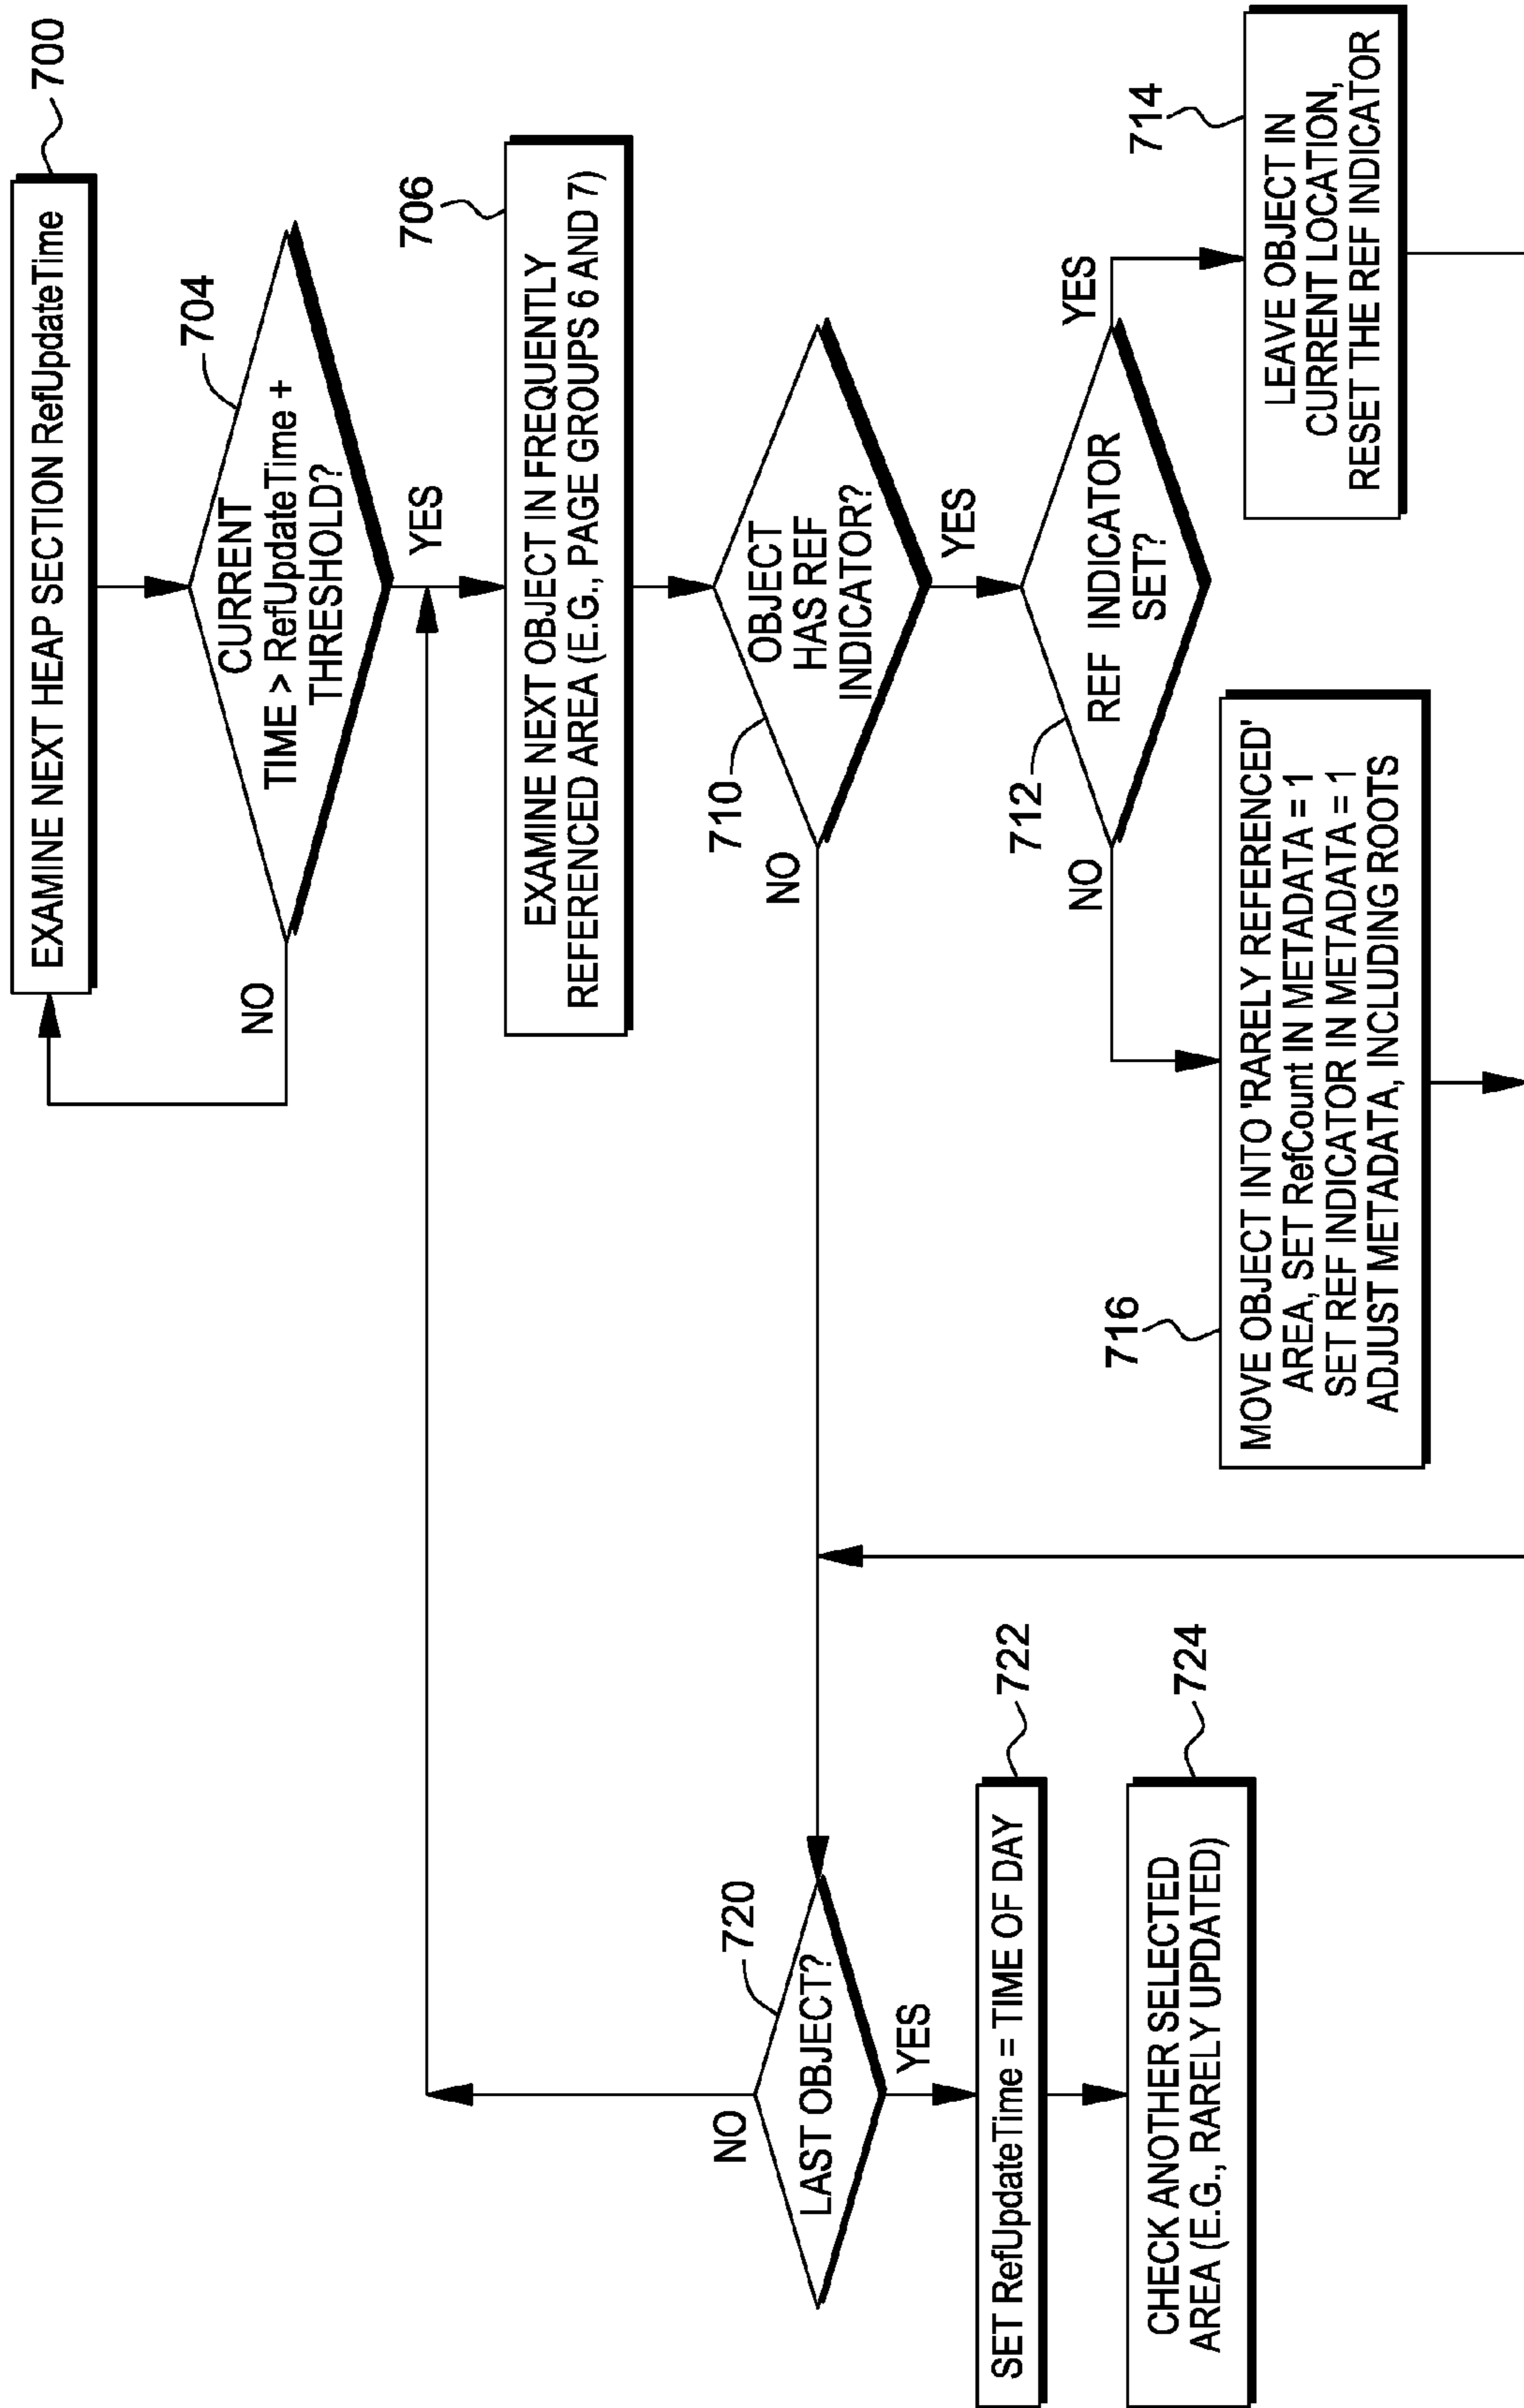 EXAMINE NEXT HEAP SECTION RefUpdateTime
700
CURRENT
TIME > RefUpdateTime +
THRESHOLD?
704
NO
YES
706
EXAMINE NEXT OBJECT IN FREQUENTLY
REFERENCED AREA (E.G., PAGE GROUPS 6 AND 7)
OBJECT
HAS REF
INDICATOR?
710
NO
YES
REF INDICATOR
SET?
712
NO
YES
714
LEAVE OBJECT IN
CURRENT LOCATION,
RESET THE REF INDICATOR
716
MOVE OBJECT INTO 'RARELY REFERENCED'
AREA, SET RefCount IN METADATA = 1
SET REF INDICATOR IN METADATA = 1
ADJUST METADATA, INCLUDING ROOTS
LAST OBJECT?
720
NO
YES
SET RefUpdateTime = TIME OF DAY
722
CHECK ANOTHER SELECTED
AREA (E.G., RARELY UPDATED)
724